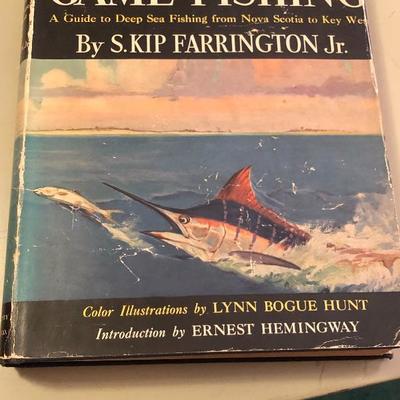 GAME FISHING
A Guide to Deep Sea Fishing from Nova Scotia to Key We
By S.KIP FARRINGTON Jr.
Color Illustrations by LYNN BOGUE HUNT
Introduction by ERNEST HEMINGWAY